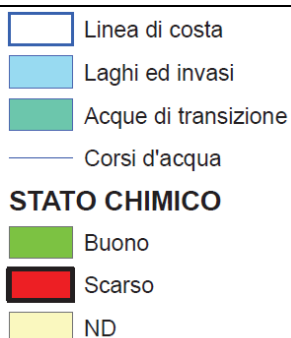 Linea di costa
Laghi ed invasi
Acque di transizione
Corsi d'acqua
STATO CHIMICO
Buono
Scarso
ND